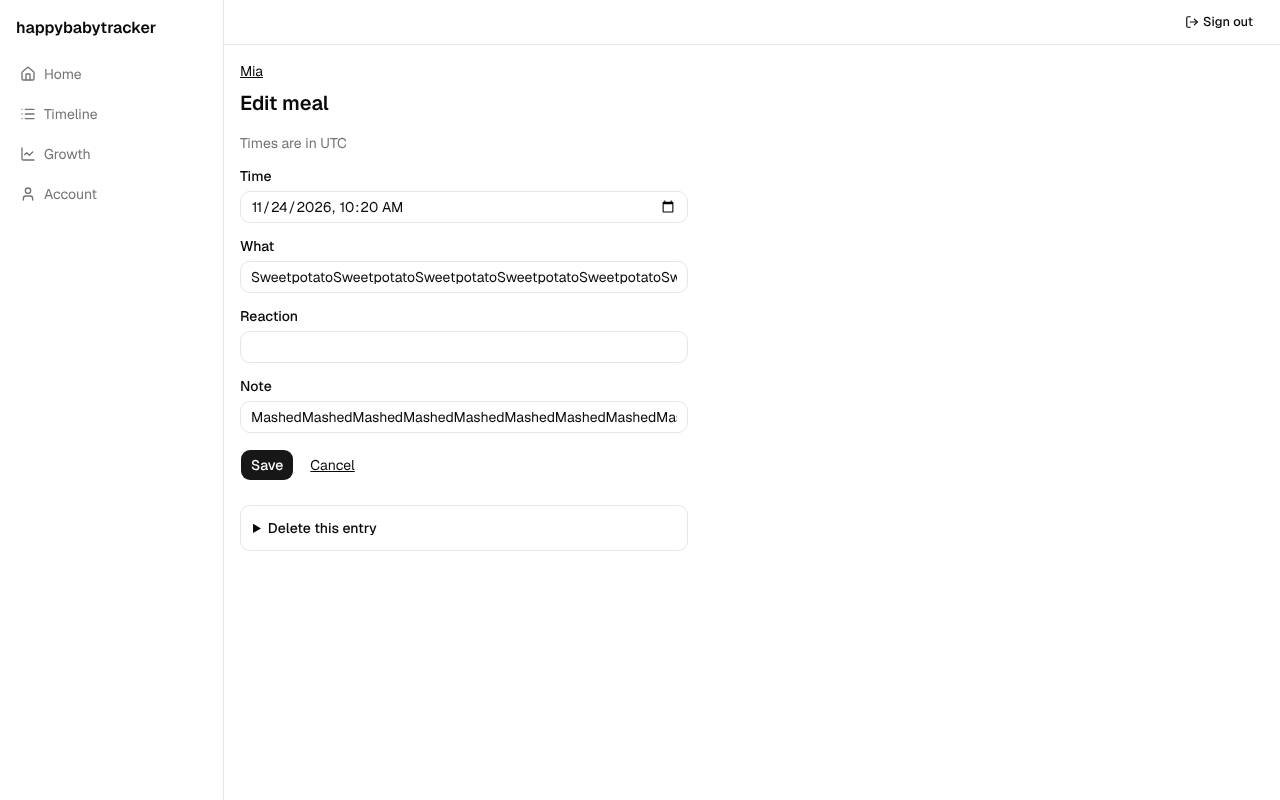 happybabytracker
Sign out
Home
Timeline
Growth
Account
Mia
Edit meal
Times are in UTC
Time
11/24/2026, 10:20 AM
What
SweetpotatoSweetpotatoSweetpotatoSweetpotatoSweetpotatoSw
Reaction
Note
MashedMashedMashedMashedMashedMashedMashedMashedMa
Save
Cancel
Delete this entry